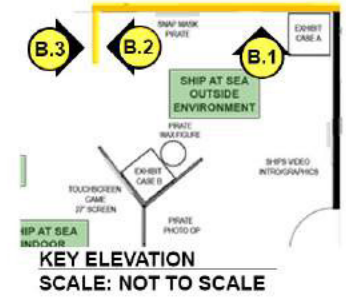 SNAP MASK
PIRATE
EXHIBIT
CASE A
B.3
B.2
B.1
SHIP AT SEA
OUTSIDE
ENVIRONMENT
PIRATE
WAX FIGURE
EXHIBIT
CASE B
SHIPS VIDEO
INTRO/GRAPHICS
TOUCHSCREEN
GAME
27" SCREEN
PIRATE
PHOTO OP
HIP AT SEA
INDOOR
KEY ELEVATION
SCALE: NOT TO SCALE